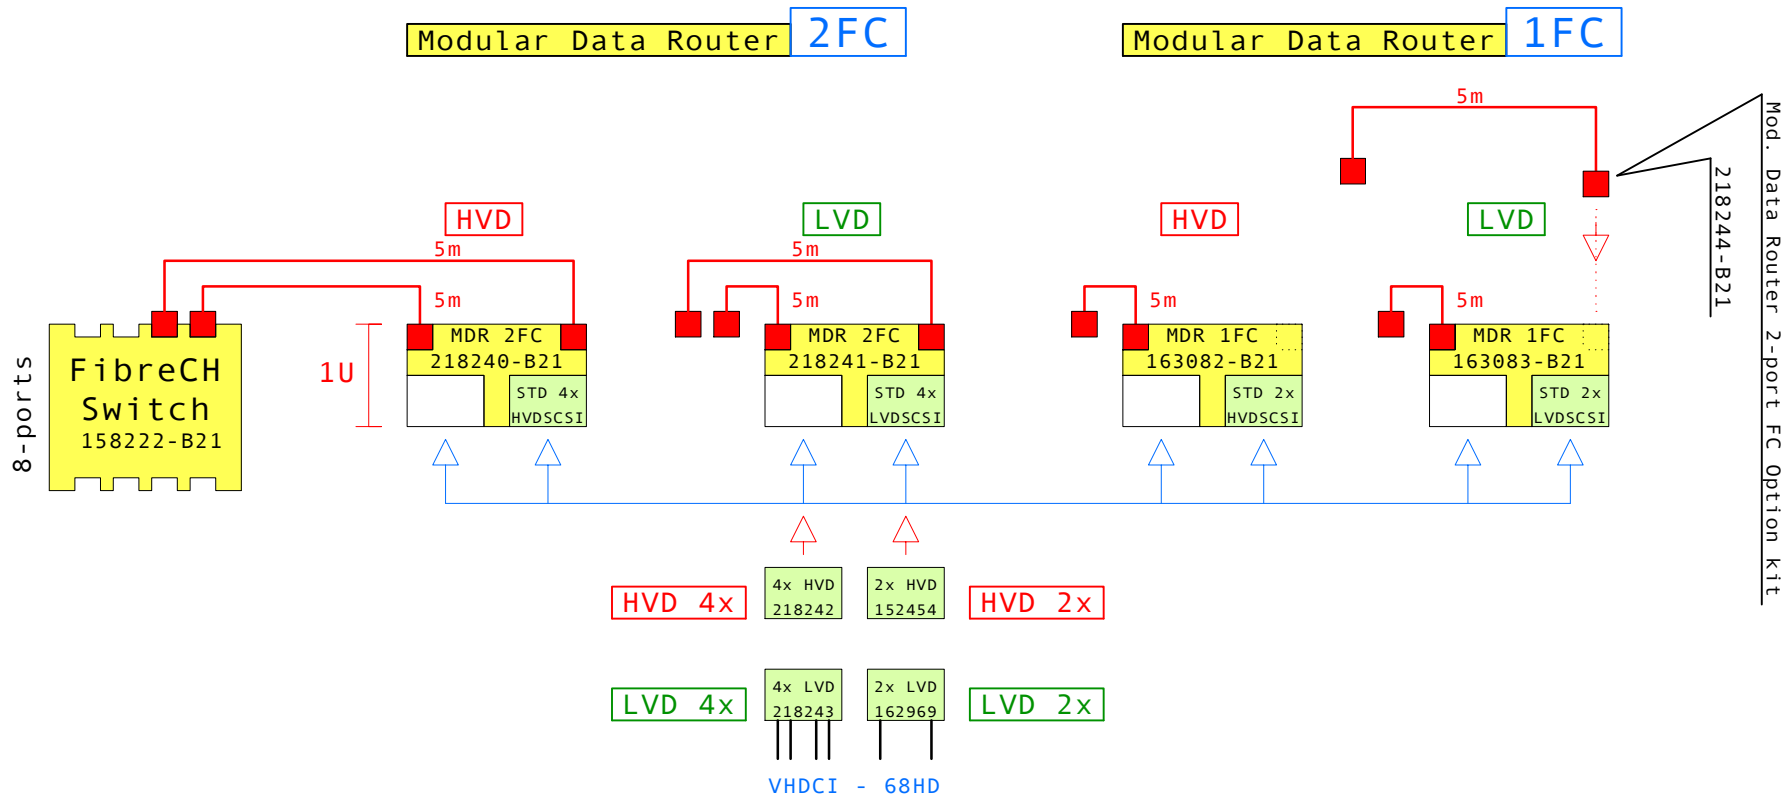 Modular Data Router 2FC
Modular Data Router 1FC
5m
Mod. Data Router 2-port FC Option kit
218244-B21
HVD
LVD
HVD
LVD
5m
5m
5m
5m
5m
5m
8-ports
FibreCH
Switch
158222-B21
1U
MDR 2FC
218240-B21
STD 4x
HVDSCSI
MDR 2FC
218241-B21
STD 4x
LVDSCSI
MDR 1FC
163082-B21
STD 2x
HVDSCSI
MDR 1FC
163083-B21
STD 2x
LVDSCSI
HVD 4x
4x HVD
218242
2x HVD
152454
HVD 2x
LVD 4x
4x LVD
218243
2x LVD
162969
LVD 2x
VHDCI - 68HD